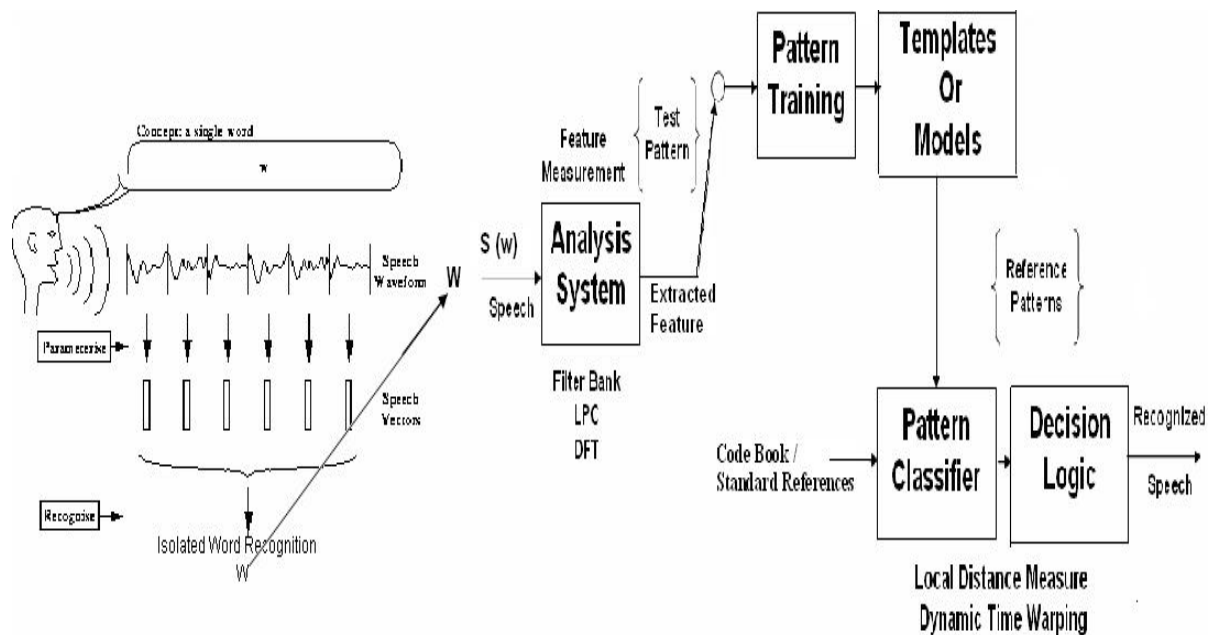 Concept: a single word
w
Speech
Waveform
Parameterise
Speech
Vectors
Recognise
Isolated Word Recognition
W
W
S (w)
Speech
Feature
Measurement
Analysis
System
Filter Bank
LPC
DFT
Extracted
Feature
Test
Pattern
Pattern
Training
Templates
Or
Models
Reference
Patterns
Code Book /
Standard References
Pattern
Classifier
Decision
Logic
Recognized
Speech
Local Distance Measure
Dynamic Time Warping